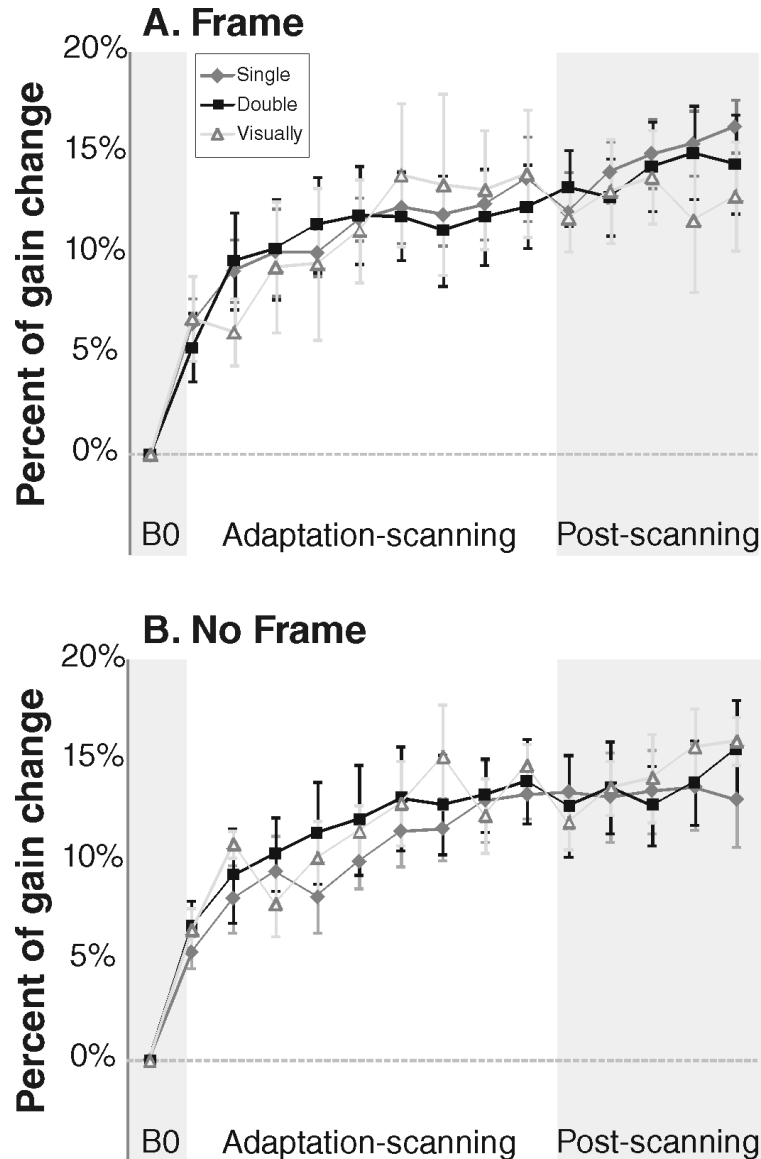 A. Frame
20%
15%
10%
5%
0%
Percent of gain change
Single
Double
Visually
B0
Adaptation-scanning
Post-scanning
B. No Frame
20%
15%
10%
5%
0%
Percent of gain change
B0
Adaptation-scanning
Post-scanning